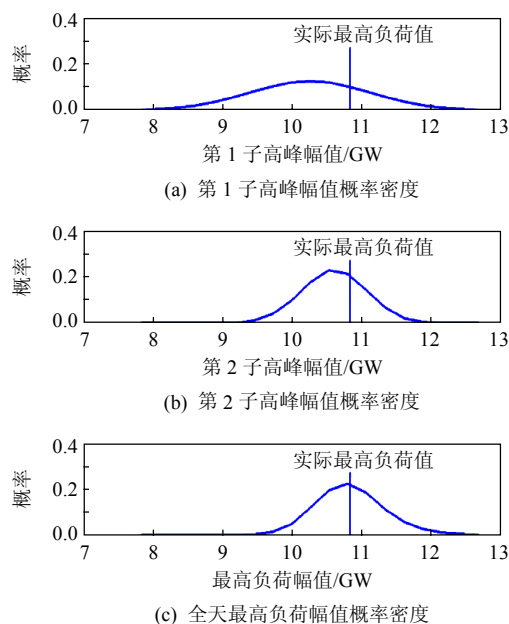 实际最高负荷值
概率
0.4
0.2
0.0
7 8 9 10 11 12 13
第 1 子高峰幅值/GW
(a) 第 1 子高峰幅值概率密度
实际最高负荷值
概率
0.4
0.2
0.0
7 8 9 10 11 12 13
第 2 子高峰幅值/GW
(b) 第 2 子高峰幅值概率密度
实际最高负荷值
概率
0.4
0.2
0.0
7 8 9 10 11 12 13
最高负荷幅值/GW
(c) 全天最高负荷幅值概率密度